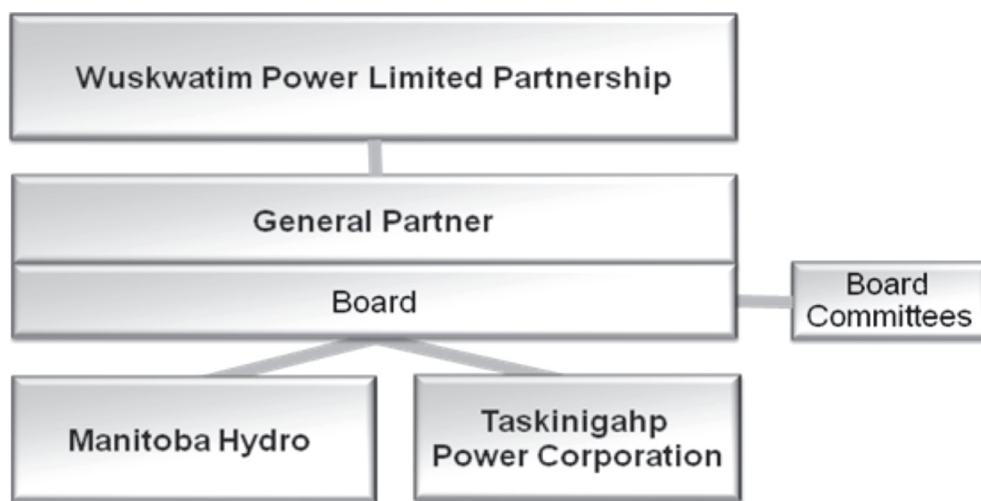 Wuskwatim Power Limited Partnership
General Partner
Board
Board
Committees
Manitoba Hydro
Taskinigahp
Power Corporation